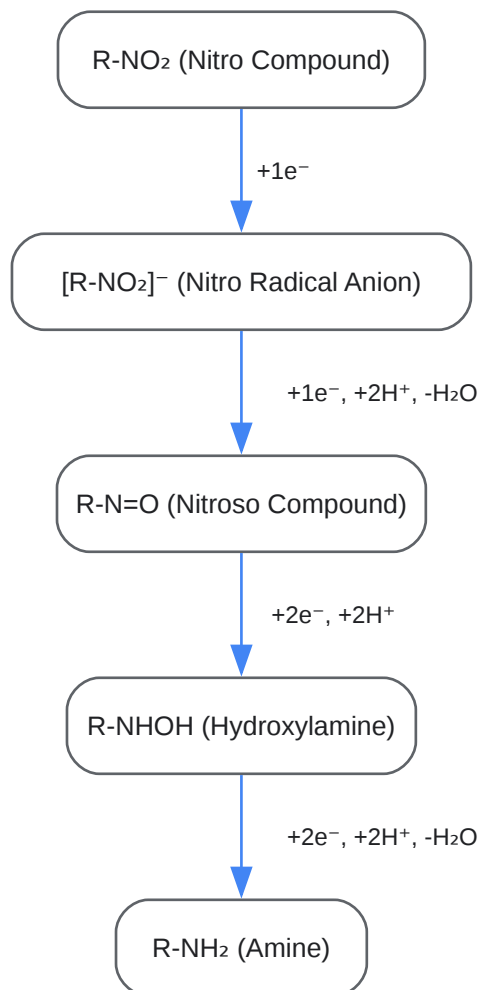 R-NO₂ (Nitro Compound)
+1e⁻
[R-NO₂]⁻ (Nitro Radical Anion)
+1e⁻, +2H⁺, -H₂O
R-N=O (Nitroso Compound)
+2e⁻, +2H⁺
R-NHOH (Hydroxylamine)
+2e⁻, +2H⁺, -H₂O
R-NH₂ (Amine)